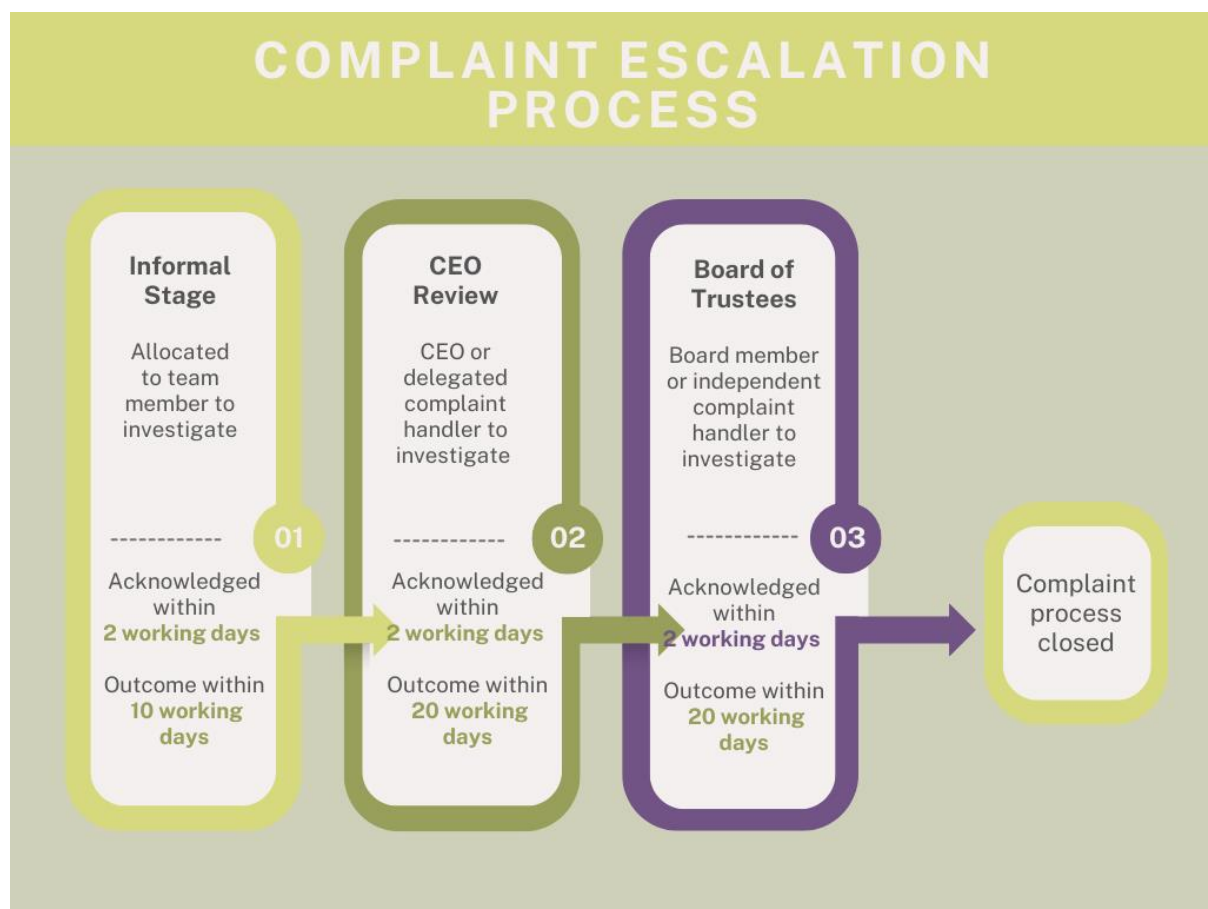 COMPLAINT ESCALATION
PROCESS
Informal
Stage
Allocated
to team
member to
investigate
------------
01
Acknowledged
within
2 working days
Outcome within
10 working
days
CEO
Review
CEO or
delegated
complaint
handler to
investigate
------------
02
Acknowledged
within
2 working days
Outcome within
20 working
days
Board of
Trustees
Board member
or independent
complaint
handler to
investigate
------------
03
Acknowledged
within
2 working days
Outcome within
20 working
days
Complaint
process
closed